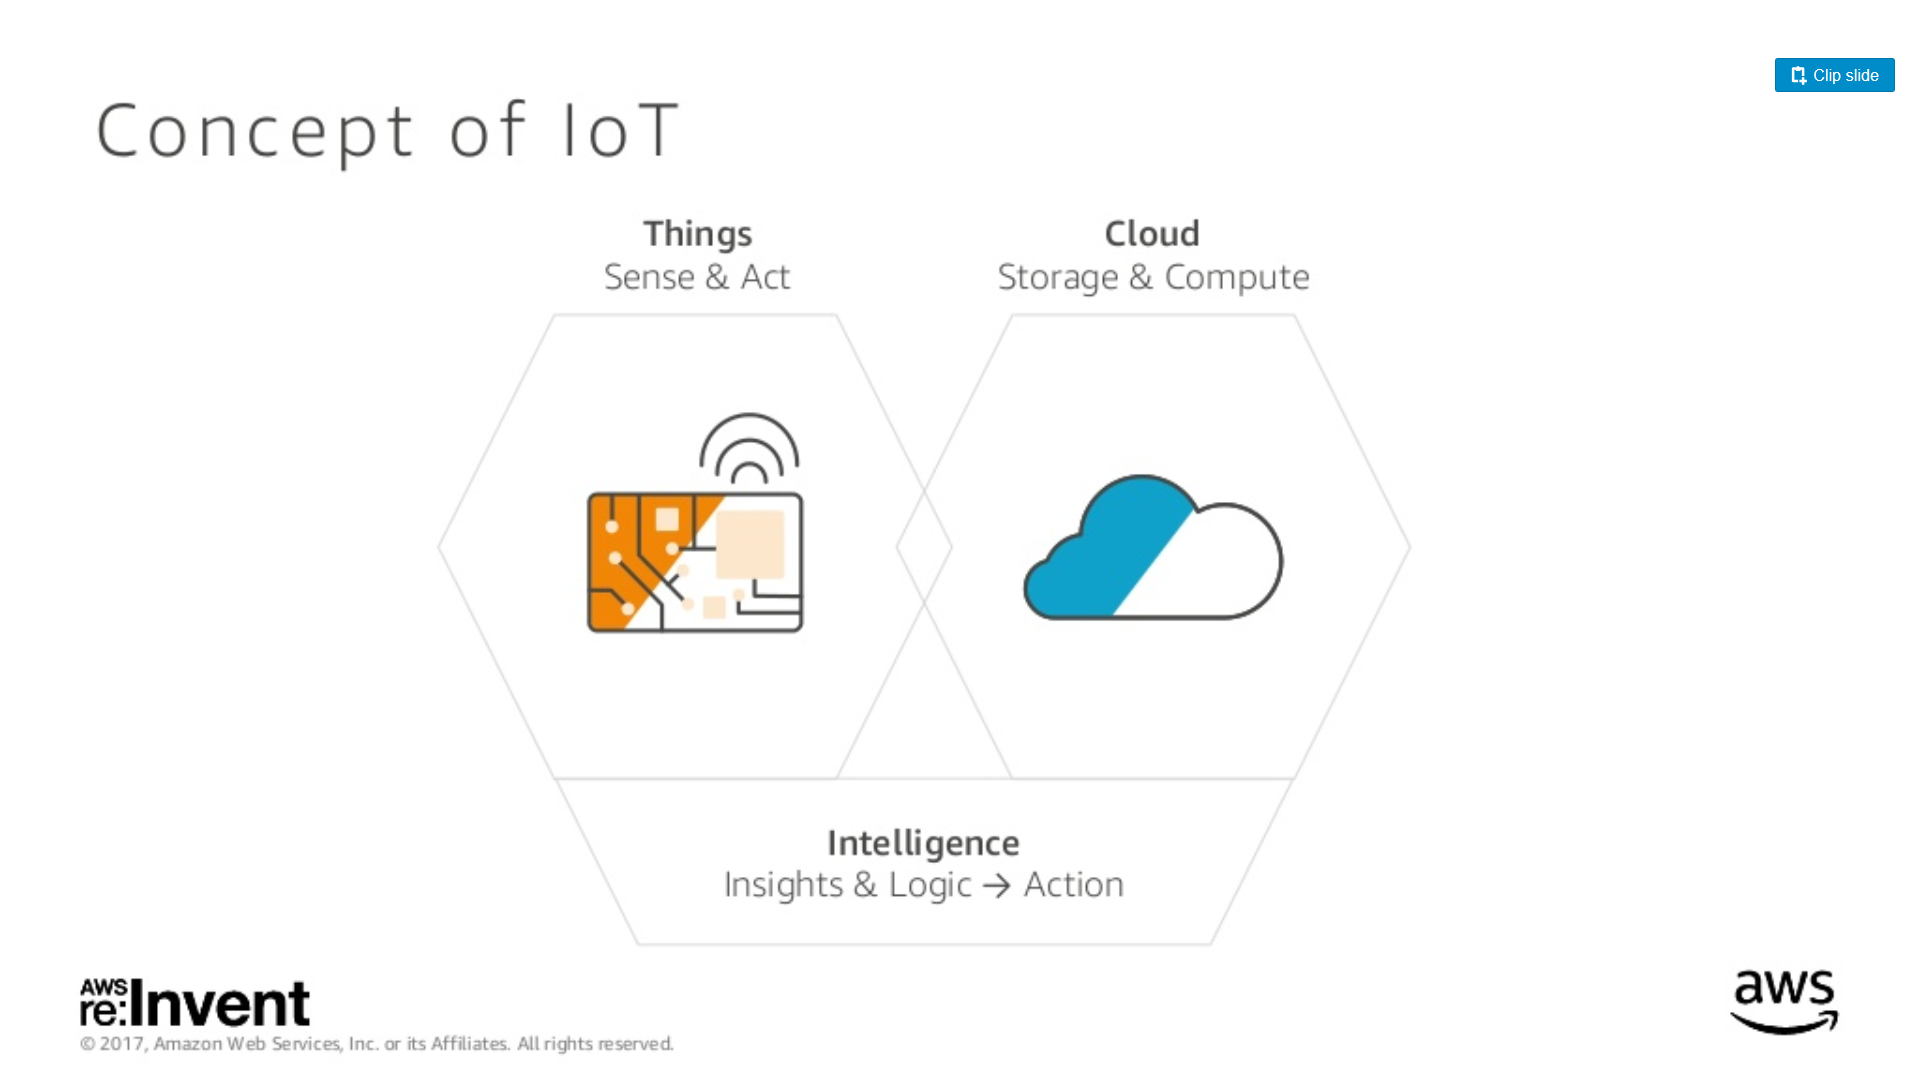 Clip slide
Concept of IoT
Things
Sense & Act
Cloud
Storage & Compute
Intelligence
Insights & Logic → Action
AWS
re:Invent
© 2017, Amazon Web Services, Inc. or its Affiliates. All rights reserved.
aws